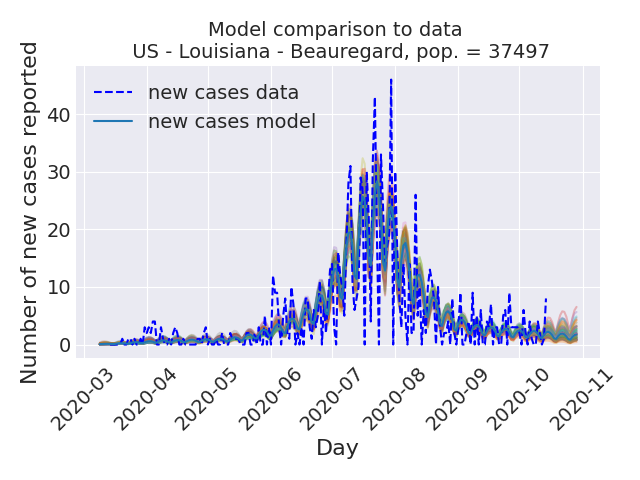 Model comparison to data
US - Louisiana - Beauregard, pop. = 37497
Number of new cases reported
40
30
20
10
0
new cases data
new cases model
2020-03
2020-04
2020-05
2020-06
2020-07
2020-08
2020-09
2020-10
2020-11
Day